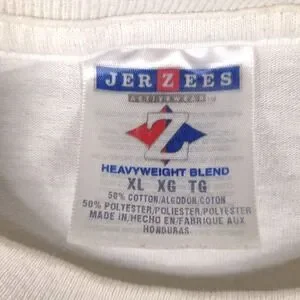 JERZEES
ACTIVEWEAR
Z
HEAVYWEIGHT BLEND
XL XG TG
50% COTTON/ALGODON/COTON
50% POLYESTER/POLIESTER/POLYESTER
MADE IN/HECHO EN/FABRIQUE AUX
HONDURAS